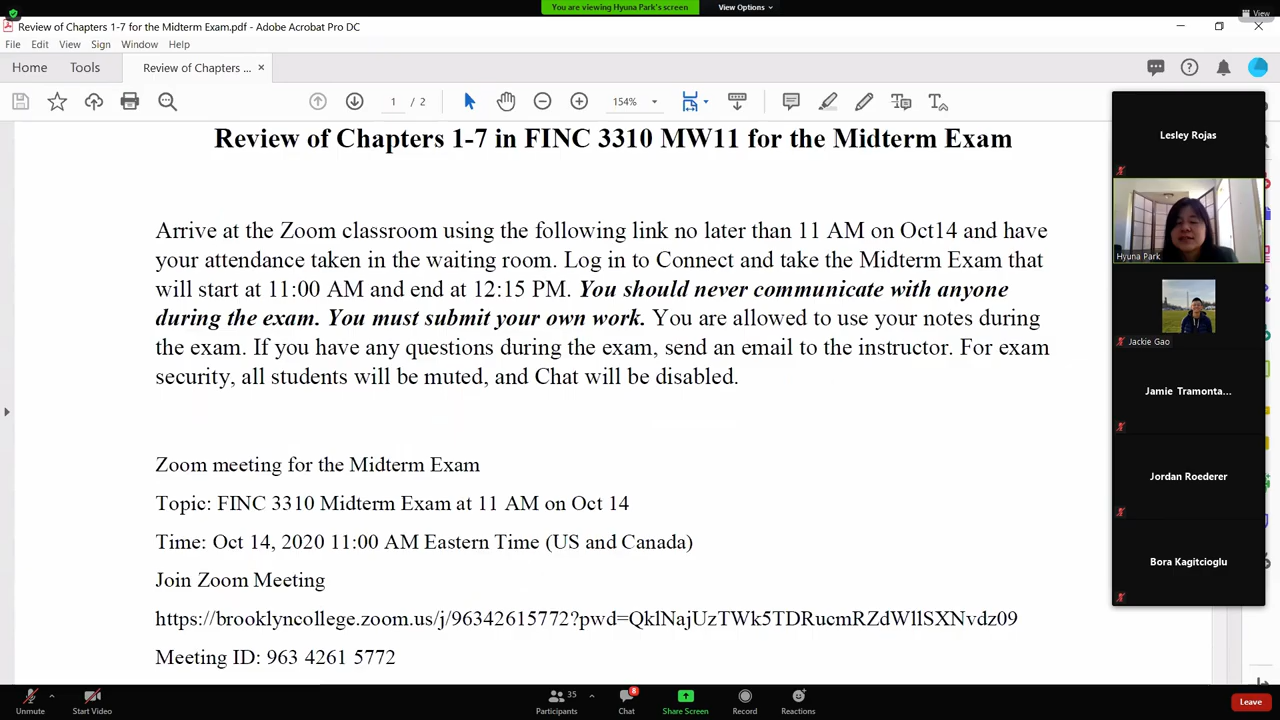 You are viewing Hyuna Park's screen
View Options
View
Review of Chapters 1-7 for the Midterm Exam.pdf - Adobe Acrobat Pro DC
File Edit View Sign Window Help
Home Tools Review of Chapters ... ×
1 / 2 154%
Review of Chapters 1-7 in FINC 3310 MW11 for the Midterm Exam
Arrive at the Zoom classroom using the following link no later than 11 AM on Oct14 and have
your attendance taken in the waiting room. Log in to Connect and take the Midterm Exam that
will start at 11:00 AM and end at 12:15 PM. You should never communicate with anyone
during the exam. You must submit your own work. You are allowed to use your notes during
the exam. If you have any questions during the exam, send an email to the instructor. For exam
security, all students will be muted, and Chat will be disabled.
Zoom meeting for the Midterm Exam
Topic: FINC 3310 Midterm Exam at 11 AM on Oct 14
Time: Oct 14, 2020 11:00 AM Eastern Time (US and Canada)
Join Zoom Meeting
https://brooklyncollege.zoom.us/j/96342615772?pwd=QklNajUzTWk5TDRucmRZdWllSXNvdz09
Meeting ID: 963 4261 5772
Lesley Rojas
Hyuna Park
Jackie Gao
Jamie Tramonta...
Jordan Roederer
Bora Kagitcioglu
Unmute
Start Video
35
Participants
8
Chat
Share Screen
Record
Reactions
Leave